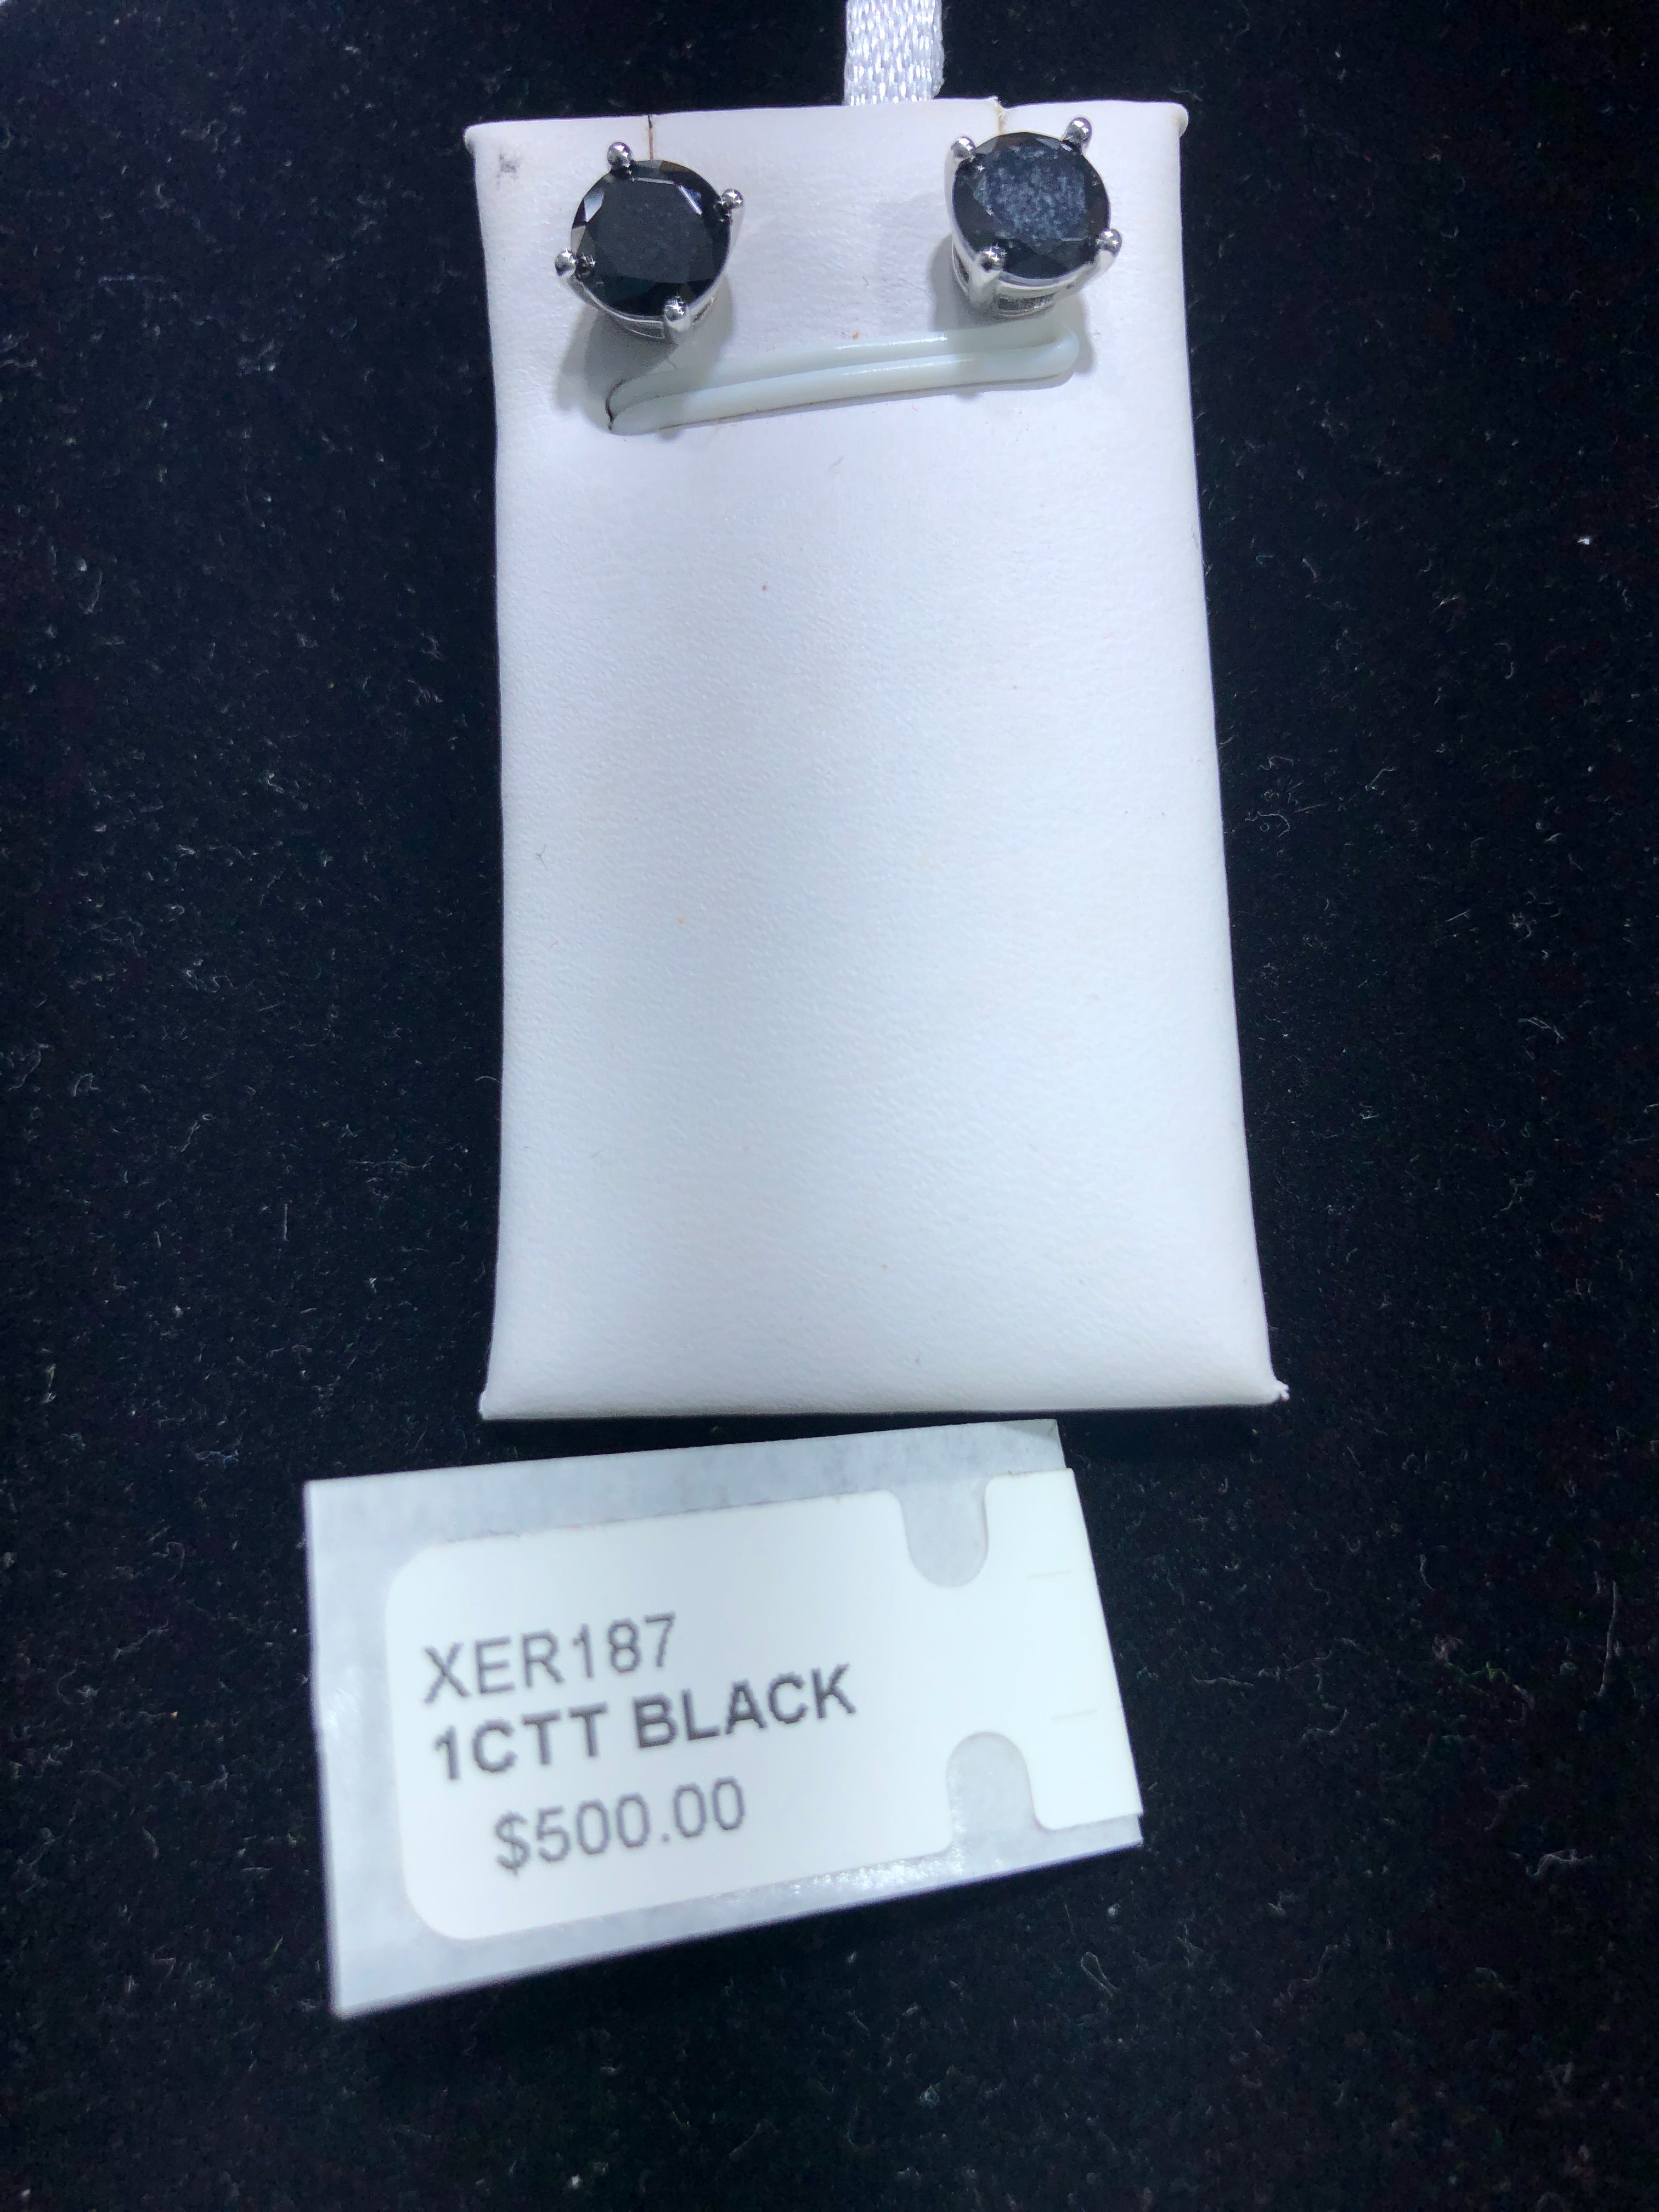 XER187
1CTT BLACK
$500.00